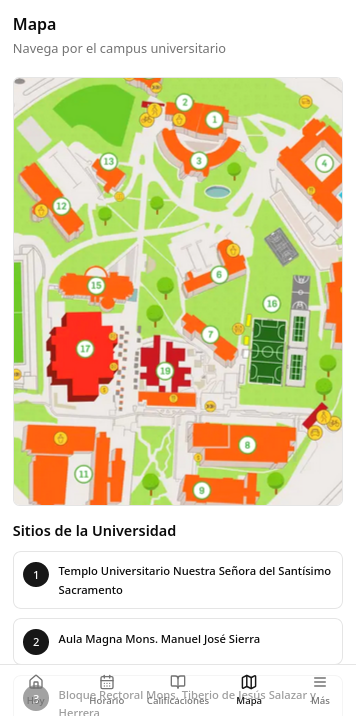 Mapa
Navega por el campus universitario
2
1
3
4
13
12
6
15
16
7
17
19
8
11
9
Sitios de la Universidad
1
Templo Universitario Nuestra Señora del Santísimo
Sacramento
2
Aula Magna Mons. Manuel José Sierra
3
Bloque Rectoral Mons. Tiberio de Jesús Salazar y
Herrera
Hoy
Horario
Calificaciones
Mapa
Más